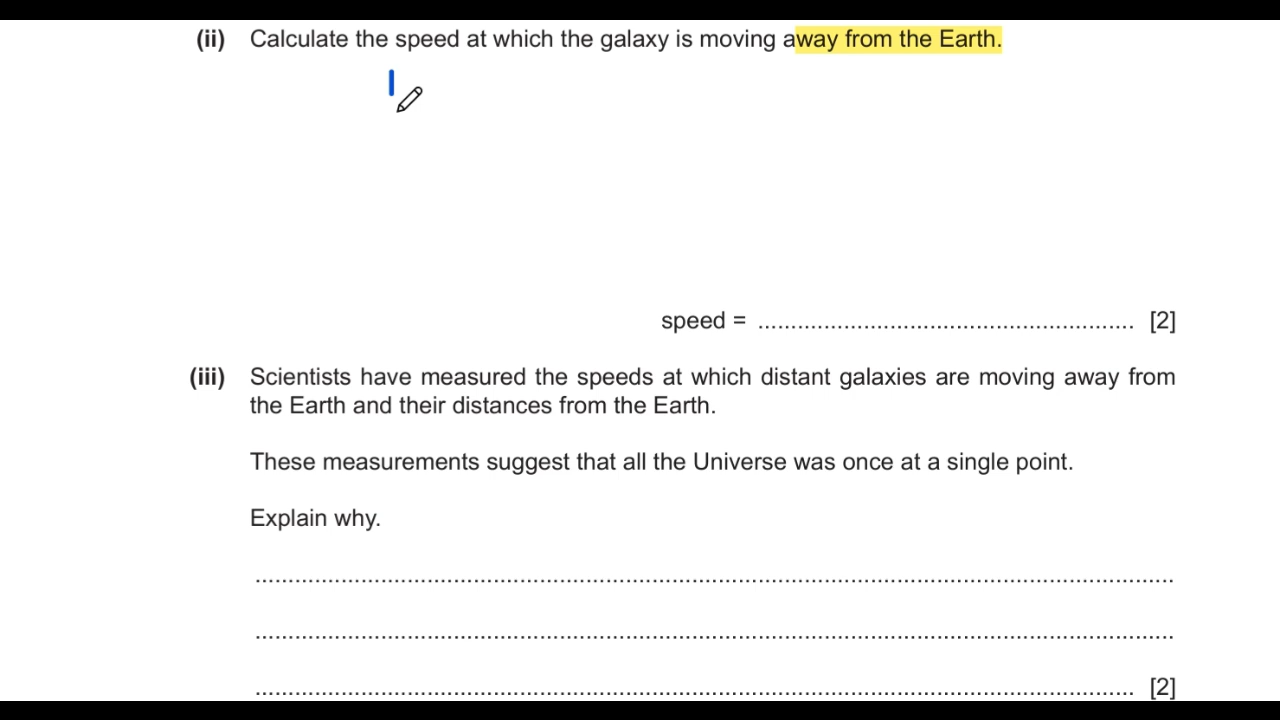 (ii) Calculate the speed at which the galaxy is moving away from the Earth.
speed = ........................................................ [2]
(iii) Scientists have measured the speeds at which distant galaxies are moving away from
the Earth and their distances from the Earth.
These measurements suggest that all the Universe was once at a single point.
Explain why.
..........................................................................................................................................
..........................................................................................................................................
.................................................................................................................................... [2]